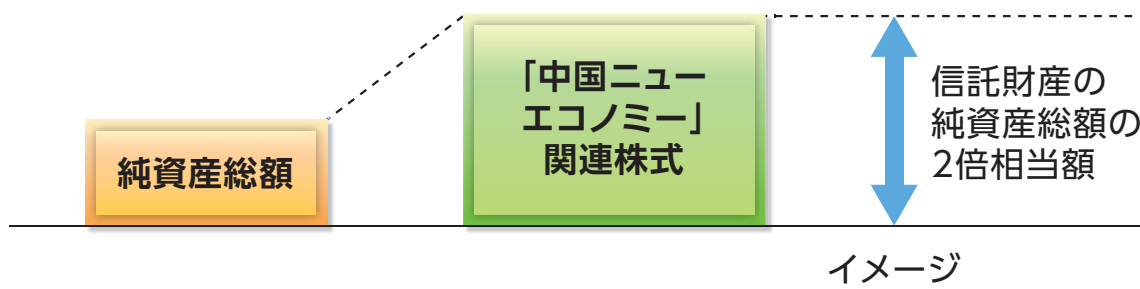 純資産総額
「中国ニュー
エコノミー」
関連株式
信託財産の
純資産総額の
2倍相当額
イメージ